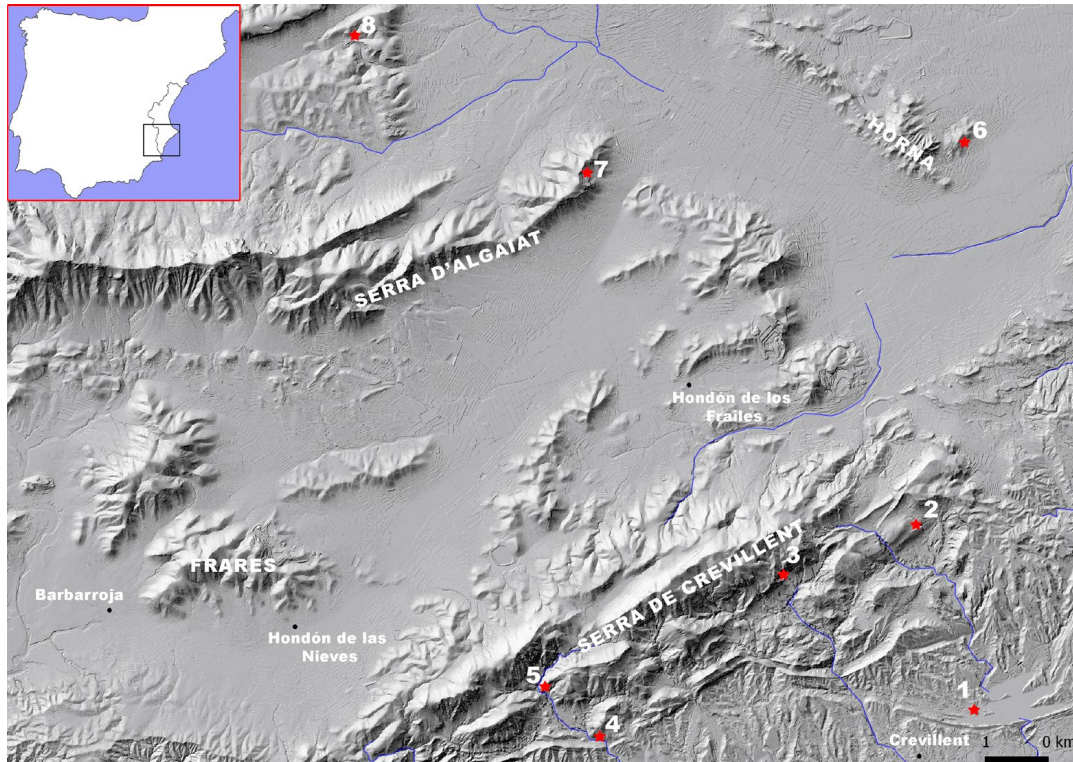 8
6
HORNA
7
SERRA D'ALGAIAT
Hondón de los
Frailes
2
3
SERRA DE CREVILLENT
FRARES
Barbarroja
Hondón de las
Nieves
5
1
4
Crevillent
1 0 km